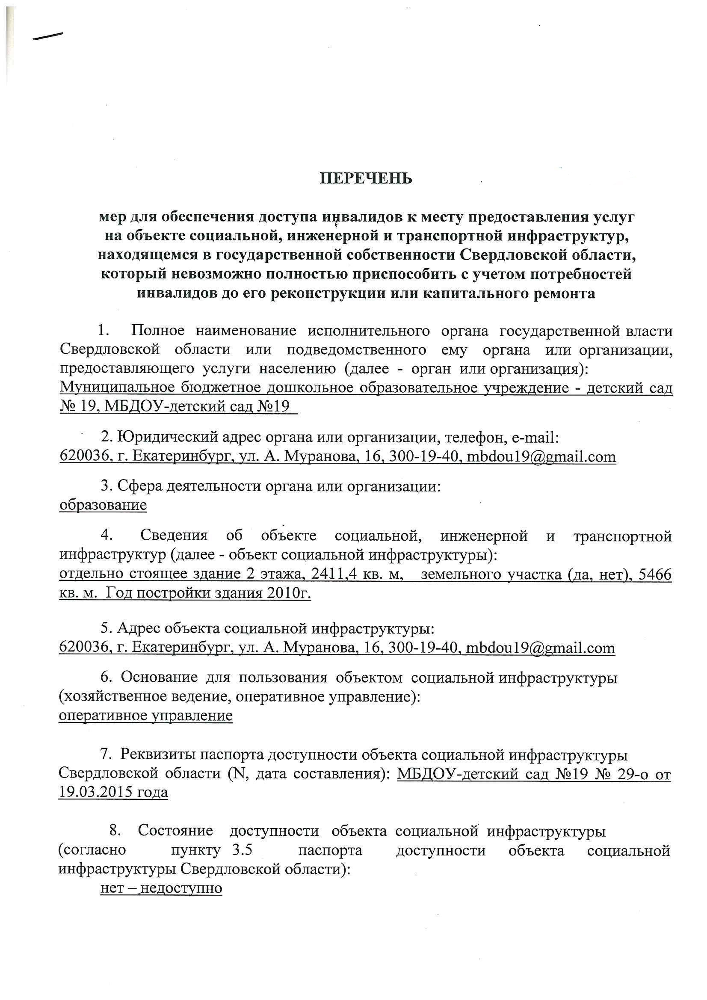 ПЕРЕЧЕНЬ
мер для обеспечения доступа инвалидов к месту предоставления услуг
на объекте социальной, инженерной и транспортной инфраструктур,
находящемся в государственной собственности Свердловской области,
который невозможно полностью приспособить с учетом потребностей
инвалидов до его реконструкции или капитального ремонта
1. Полное наименование исполнительного органа государственной власти
Свердловской области или подведомственного ему органа или организации,
предоставляющего услуги населению (далее - орган или организация):
Муниципальное бюджетное дошкольное образовательное учреждение - детский сад
№ 19, МБДОУ-детский сад №19
2. Юридический адрес органа или организации, телефон, e-mail:
620036, г. Екатеринбург, ул. А. Муранова, 16, 300-19-40, mbdou19@gmail.com
3. Сфера деятельности органа или организации:
образование
4. Сведения об объекте социальной, инженерной и транспортной
инфраструктур (далее - объект социальной инфраструктуры):
отдельно стоящее здание 2 этажа, 2411,4 кв. м, земельного участка (да, нет), 5466
кв. м. Год постройки здания 2010г.
5. Адрес объекта социальной инфраструктуры:
620036, г. Екатеринбург, ул. А. Муранова, 16, 300-19-40, mbdou19@gmail.com
6. Основание для пользования объектом социальной инфраструктуры
(хозяйственное ведение, оперативное управление):
оперативное управление
7. Реквизиты паспорта доступности объекта социальной инфраструктуры
Свердловской области (N, дата составления): МБДОУ-детский сад №19 № 29-о от
19.03.2015 года
8. Состояние доступности объекта социальной инфраструктуры
(согласно пункту 3.5 паспорта доступности объекта социальной
инфраструктуры Свердловской области):
нет – недоступно